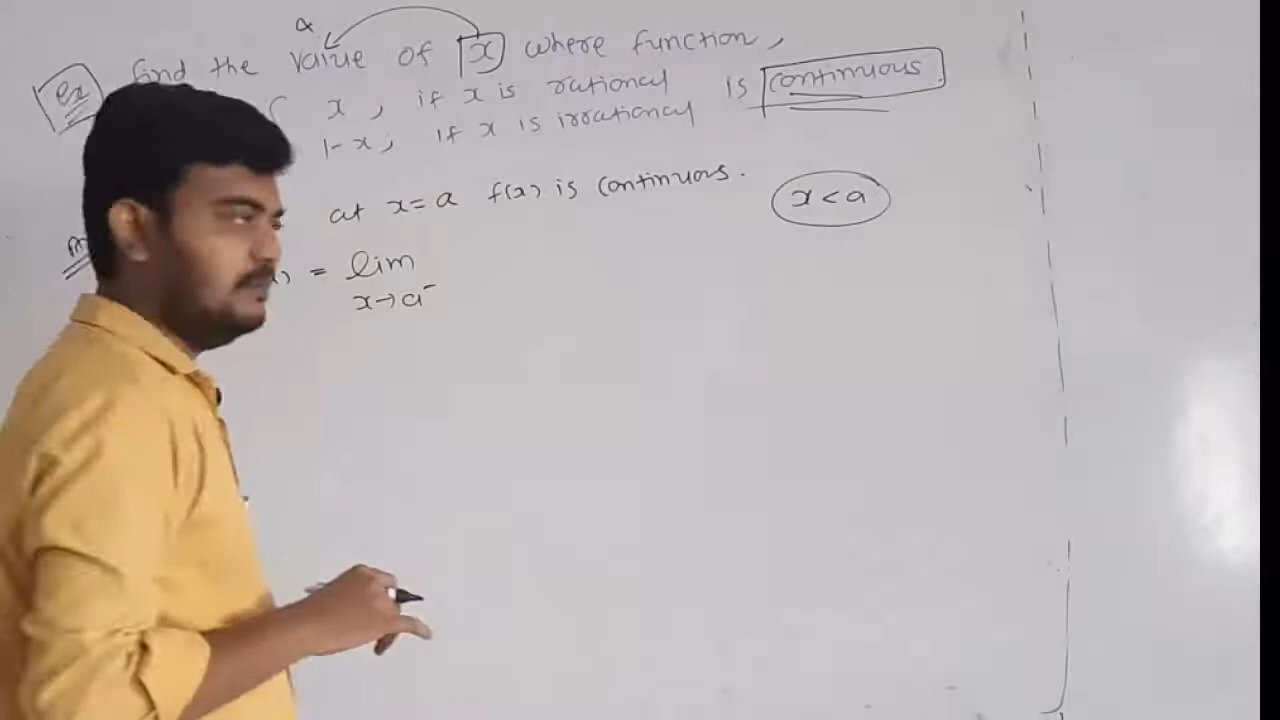 a
Ex find the value of x where function,
x, if x is rational
1-x; if x is irrational is continuous.
at x=a f(x) is continuous. x<a
= lim
x→a⁻